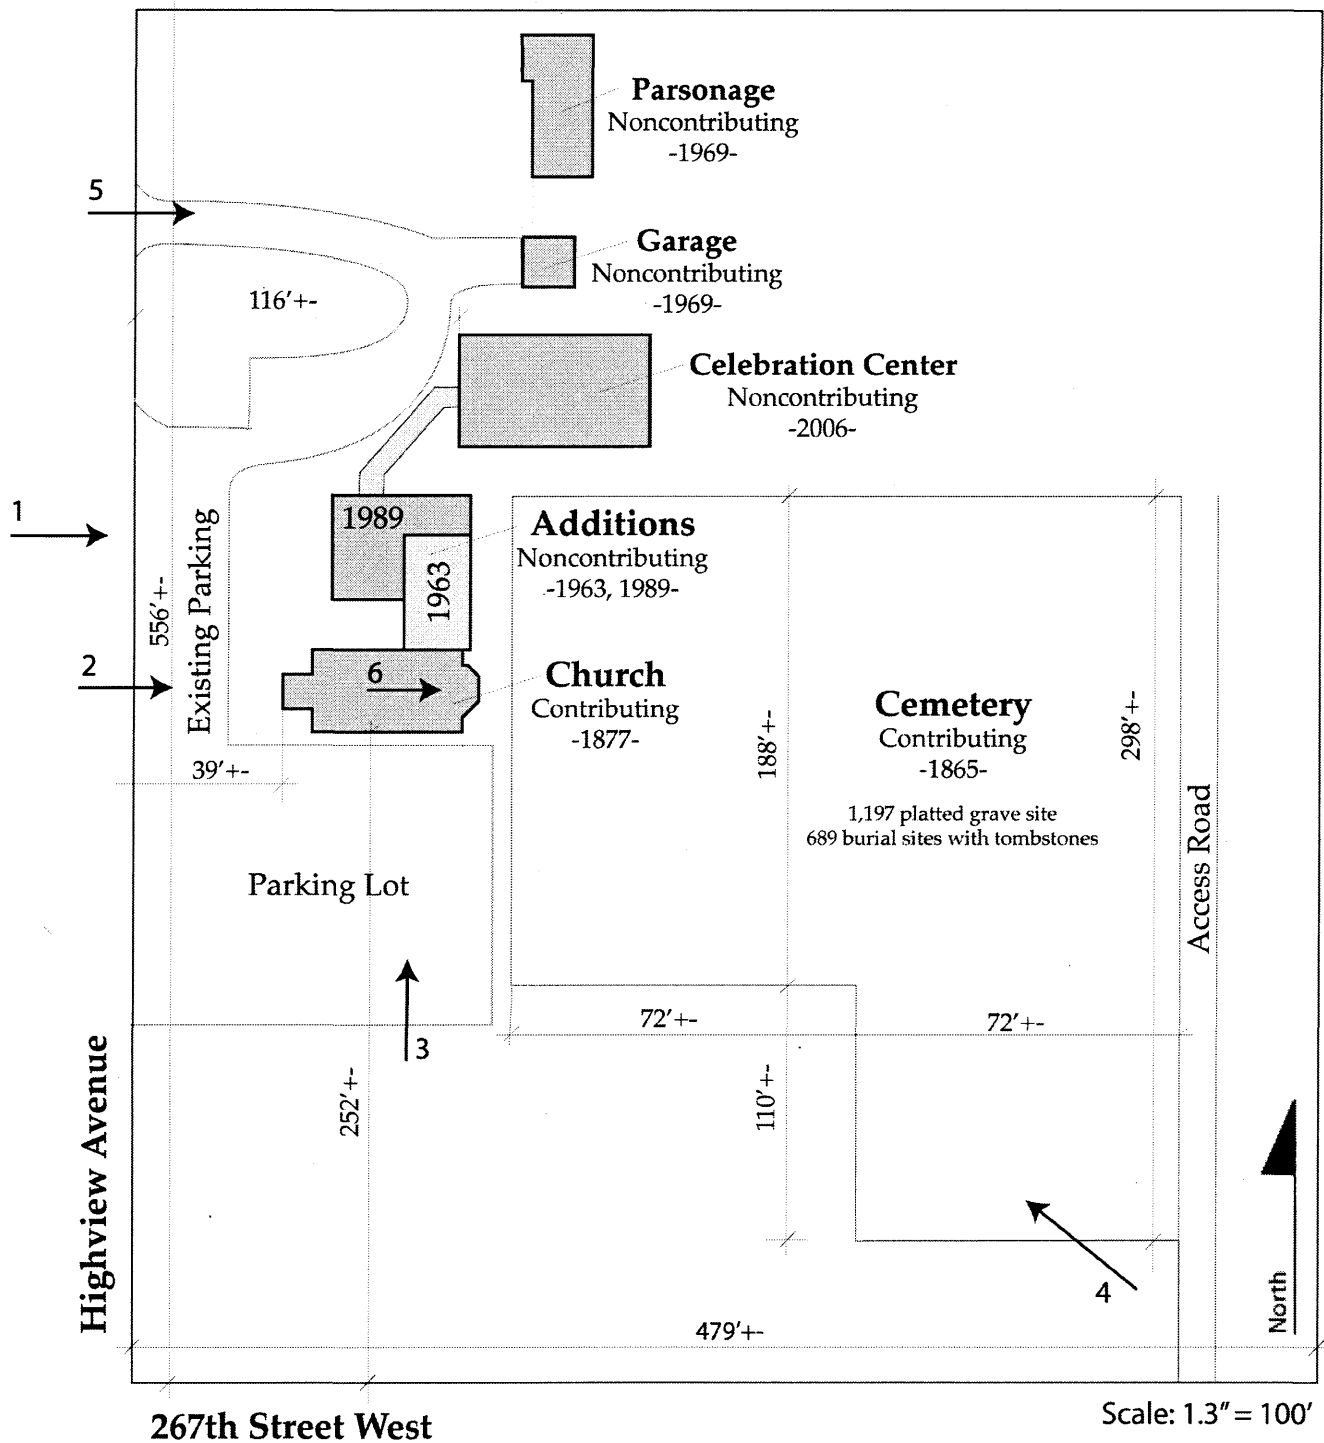 Parsonage
Noncontributing
-1969-
5
Garage
Noncontributing
-1969-
116'+-
Celebration Center
Noncontributing
-2006-
1
1989
Additions
Noncontributing
-1963, 1989-
1963
556'+-
Existing Parking
2
6
Church
Contributing
-1877-
39'+-
Cemetery
Contributing
-1865-
1,197 platted grave site
689 burial sites with tombstones
188'+-
298'+-
Access Road
Parking Lot
3
72'+-
72'+-
252'+-
110'+-
Highview Avenue
4
North
479'+-
267th Street West
Scale: 1.3" = 100'